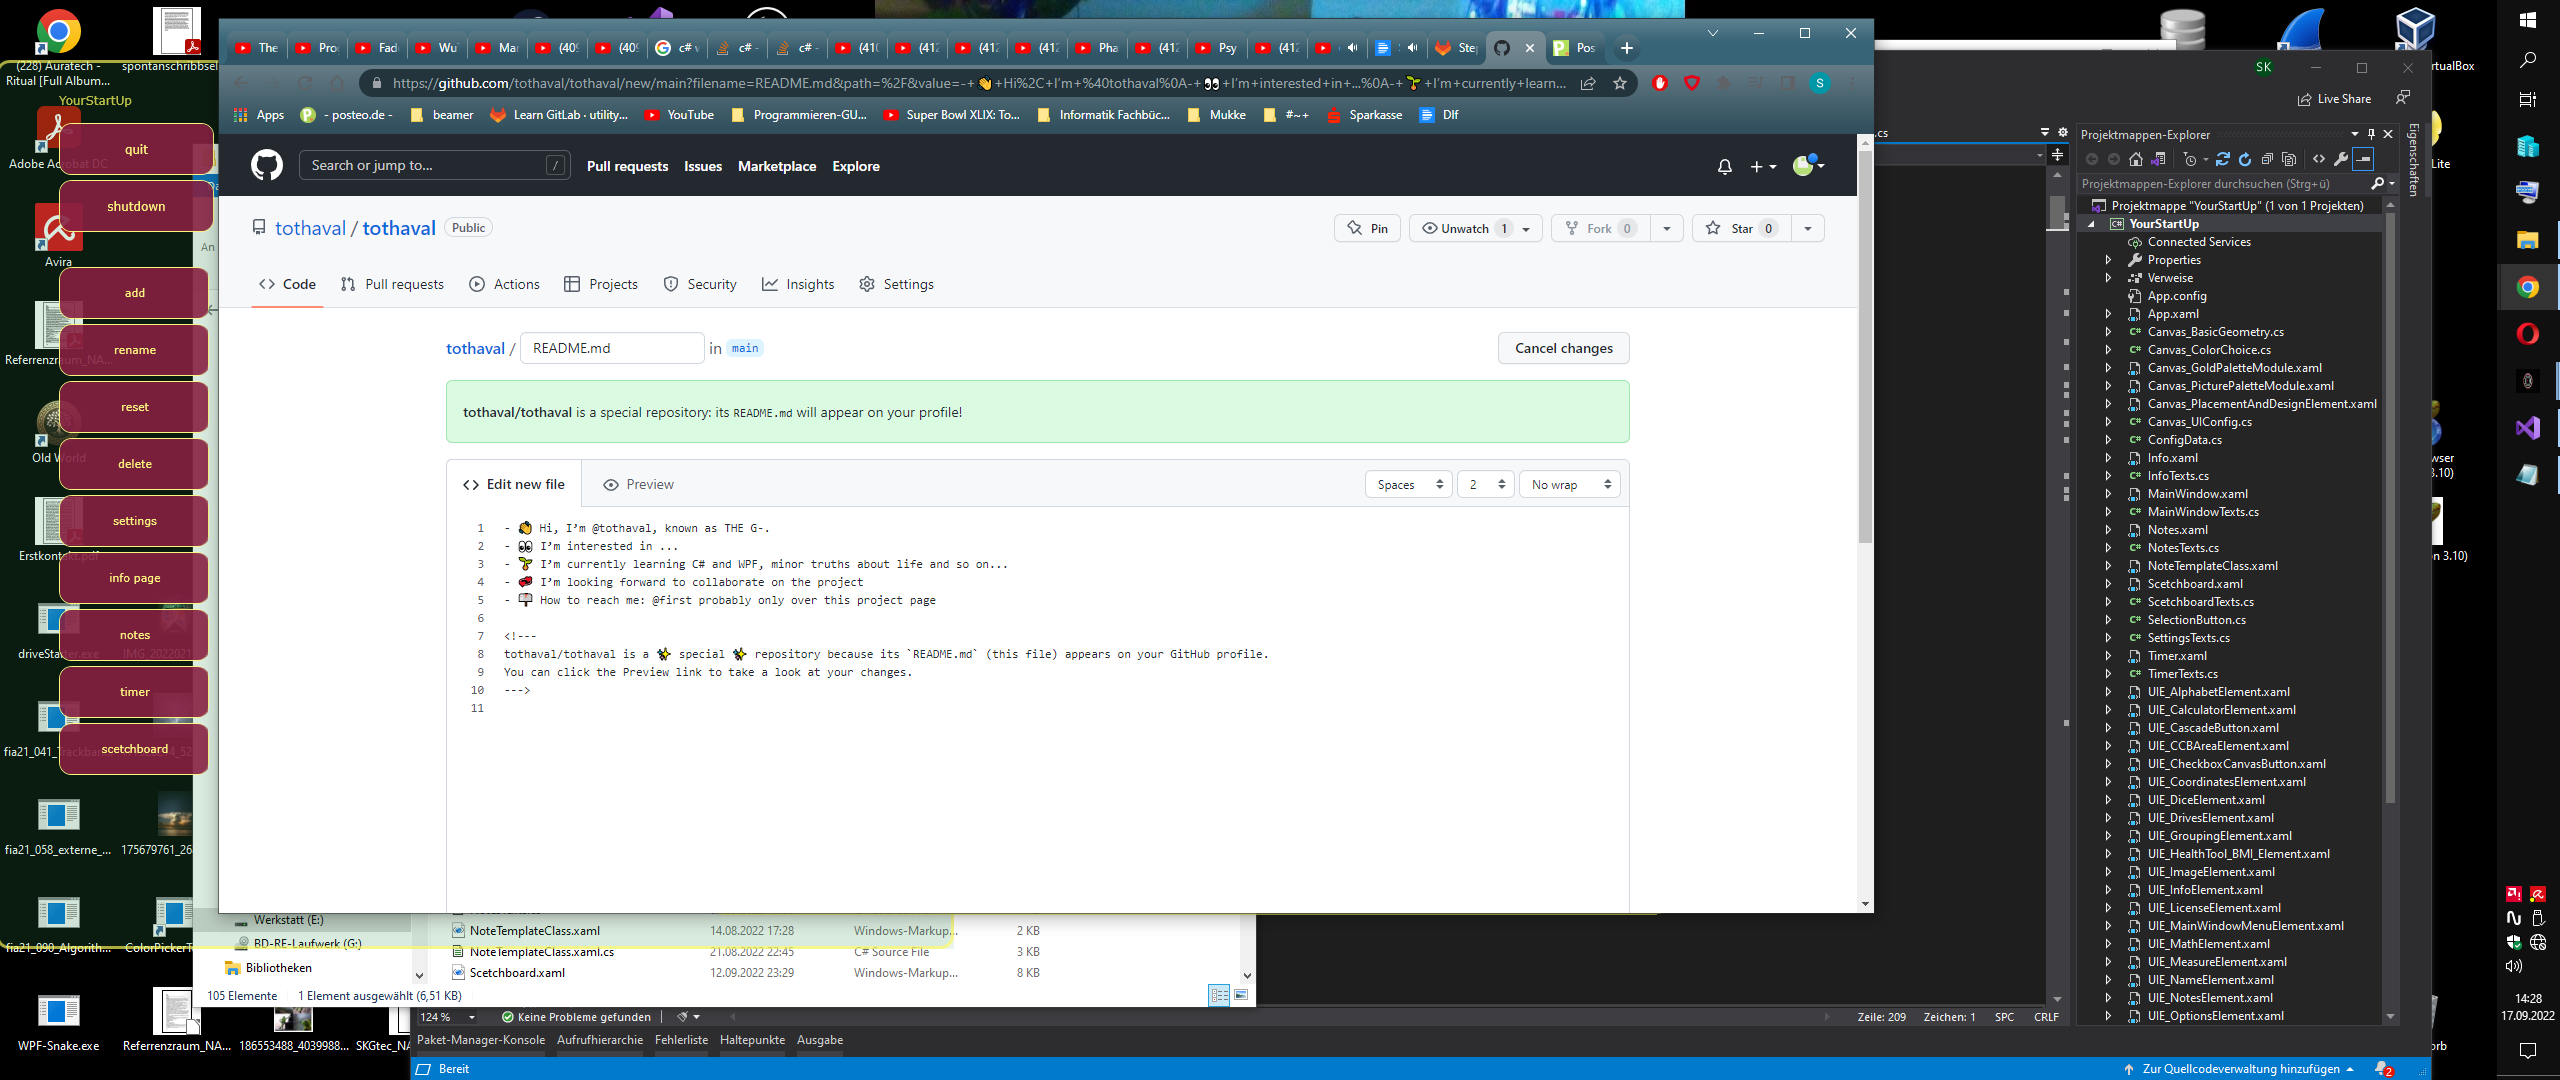 (228) Auratech -
Ritual [Full Album...
spontanschribbsel
YourStartUp
quit
Adobe Acrobat DC
shutdown
Avira
add
rename
Referrenzraum_NA...
reset
Old World
delete
settings
Erstkontakt.pdf
info page
notes
driveStarter.exe
IMG_2022021
timer
scetchboard
fia21_058_externe_...
175679761_26
fia21_090_Algorith...
ColorPickerT
WPF-Snake.exe
Referrenzraum_NA...
186553488_4039988...
SKGtec_NA
The
Pro
Fad
Wu
Mar
(409
(409
c# v
c# -
c# -
(410
(412
(412
(412
Pha
(412
Psy
(412
Step
Pos
https://github.com/tothaval/tothaval/new/main?filename=README.md&path=%2F&value=-+👋+Hi%2C+I'm+%40tothaval%0A-+👀+I'm+interested+in+...%0A-+🌱+I'm+currently+learn...
S
Apps
- posteo.de -
beamer
Learn GitLab · utility...
YouTube
Programmieren-GU...
Super Bowl XLIX: To...
Informatik Fachbüc...
Mukke
#~+
Sparkasse
Dlf
Search or jump to...
/
Pull requests
Issues
Marketplace
Explore
tothaval / tothaval
Public
Pin
Unwatch 1
Fork 0
Star 0
Code
Pull requests
Actions
Projects
Security
Insights
Settings
tothaval / README.md in main
Cancel changes
tothaval/tothaval is a special repository: its README.md will appear on your profile!
Edit new file
Preview
Spaces
2
No wrap
1 - 👋 Hi, I’m @tothaval, known as THE G-.
2 - 👀 I’m interested in ...
3 - 🌱 I’m currently learning C# and WPF, minor truths about life and so on...
4 - 💞️ I’m looking forward to collaborate on the project
5 - 📫 How to reach me: @first probably only over this project page
6
7 <!---
8 tothaval/tothaval is a ✨ special ✨ repository because its `README.md` (this file) appears on your GitHub profile.
9 You can click the Preview link to take a look at your changes.
10 --->
11
Werkstatt (E:)
BD-RE-Laufwerk (G:)
Bibliotheken
NoteTemplateClass.xaml 14.08.2022 17:28 Windows-Markup... 2 KB
NoteTemplateClass.xaml.cs 21.08.2022 22:45 C# Source File 3 KB
Scetchboard.xaml 12.09.2022 23:29 Windows-Markup... 8 KB
105 Elemente
1 Element ausgewählt (6,51 KB)
124 %
Keine Probleme gefunden
Zeile: 209
Zeichen: 1
SPC
CRLF
Paket-Manager-Konsole
Aufrufhierarchie
Fehlerliste
Haltepunkte
Ausgabe
Bereit
Zur Quellcodeverwaltung hinzufügen
2
SK
Live Share
.cs
Projektmappen-Explorer
Eigenschaften
Projektmappen-Explorer durchsuchen (Strg+ü)
Projektmappe "YourStartUp" (1 von 1 Projekten)
YourStartUp
Connected Services
Properties
Verweise
App.config
App.xaml
Canvas_BasicGeometry.cs
Canvas_ColorChoice.cs
Canvas_GoldPaletteModule.xaml
Canvas_PicturePaletteModule.xaml
Canvas_PlacementAndDesignElement.xaml
Canvas_UIConfig.cs
ConfigData.cs
Info.xaml
InfoTexts.cs
MainWindow.xaml
MainWindowTexts.cs
Notes.xaml
NotesTexts.cs
NoteTemplateClass.xaml
Scetchboard.xaml
ScetchboardTexts.cs
SelectionButton.cs
SettingsTexts.cs
Timer.xaml
TimerTexts.cs
UIE_AlphabetElement.xaml
UIE_CalculatorElement.xaml
UIE_CascadeButton.xaml
UIE_CCBAreaElement.xaml
UIE_CheckboxCanvasButton.xaml
UIE_CoordinatesElement.xaml
UIE_DiceElement.xaml
UIE_DrivesElement.xaml
UIE_GroupingElement.xaml
UIE_HealthTool_BMI_Element.xaml
UIE_ImageElement.xaml
UIE_InfoElement.xaml
UIE_LicenseElement.xaml
UIE_MainWindowMenuElement.xaml
UIE_MathElement.xaml
UIE_MeasureElement.xaml
UIE_NameElement.xaml
UIE_NotesElement.xaml
UIE_OptionsElement.xaml
rtualBox
Lite
wser
3.10)
on 3.10)
orb
14:28
17.09.2022